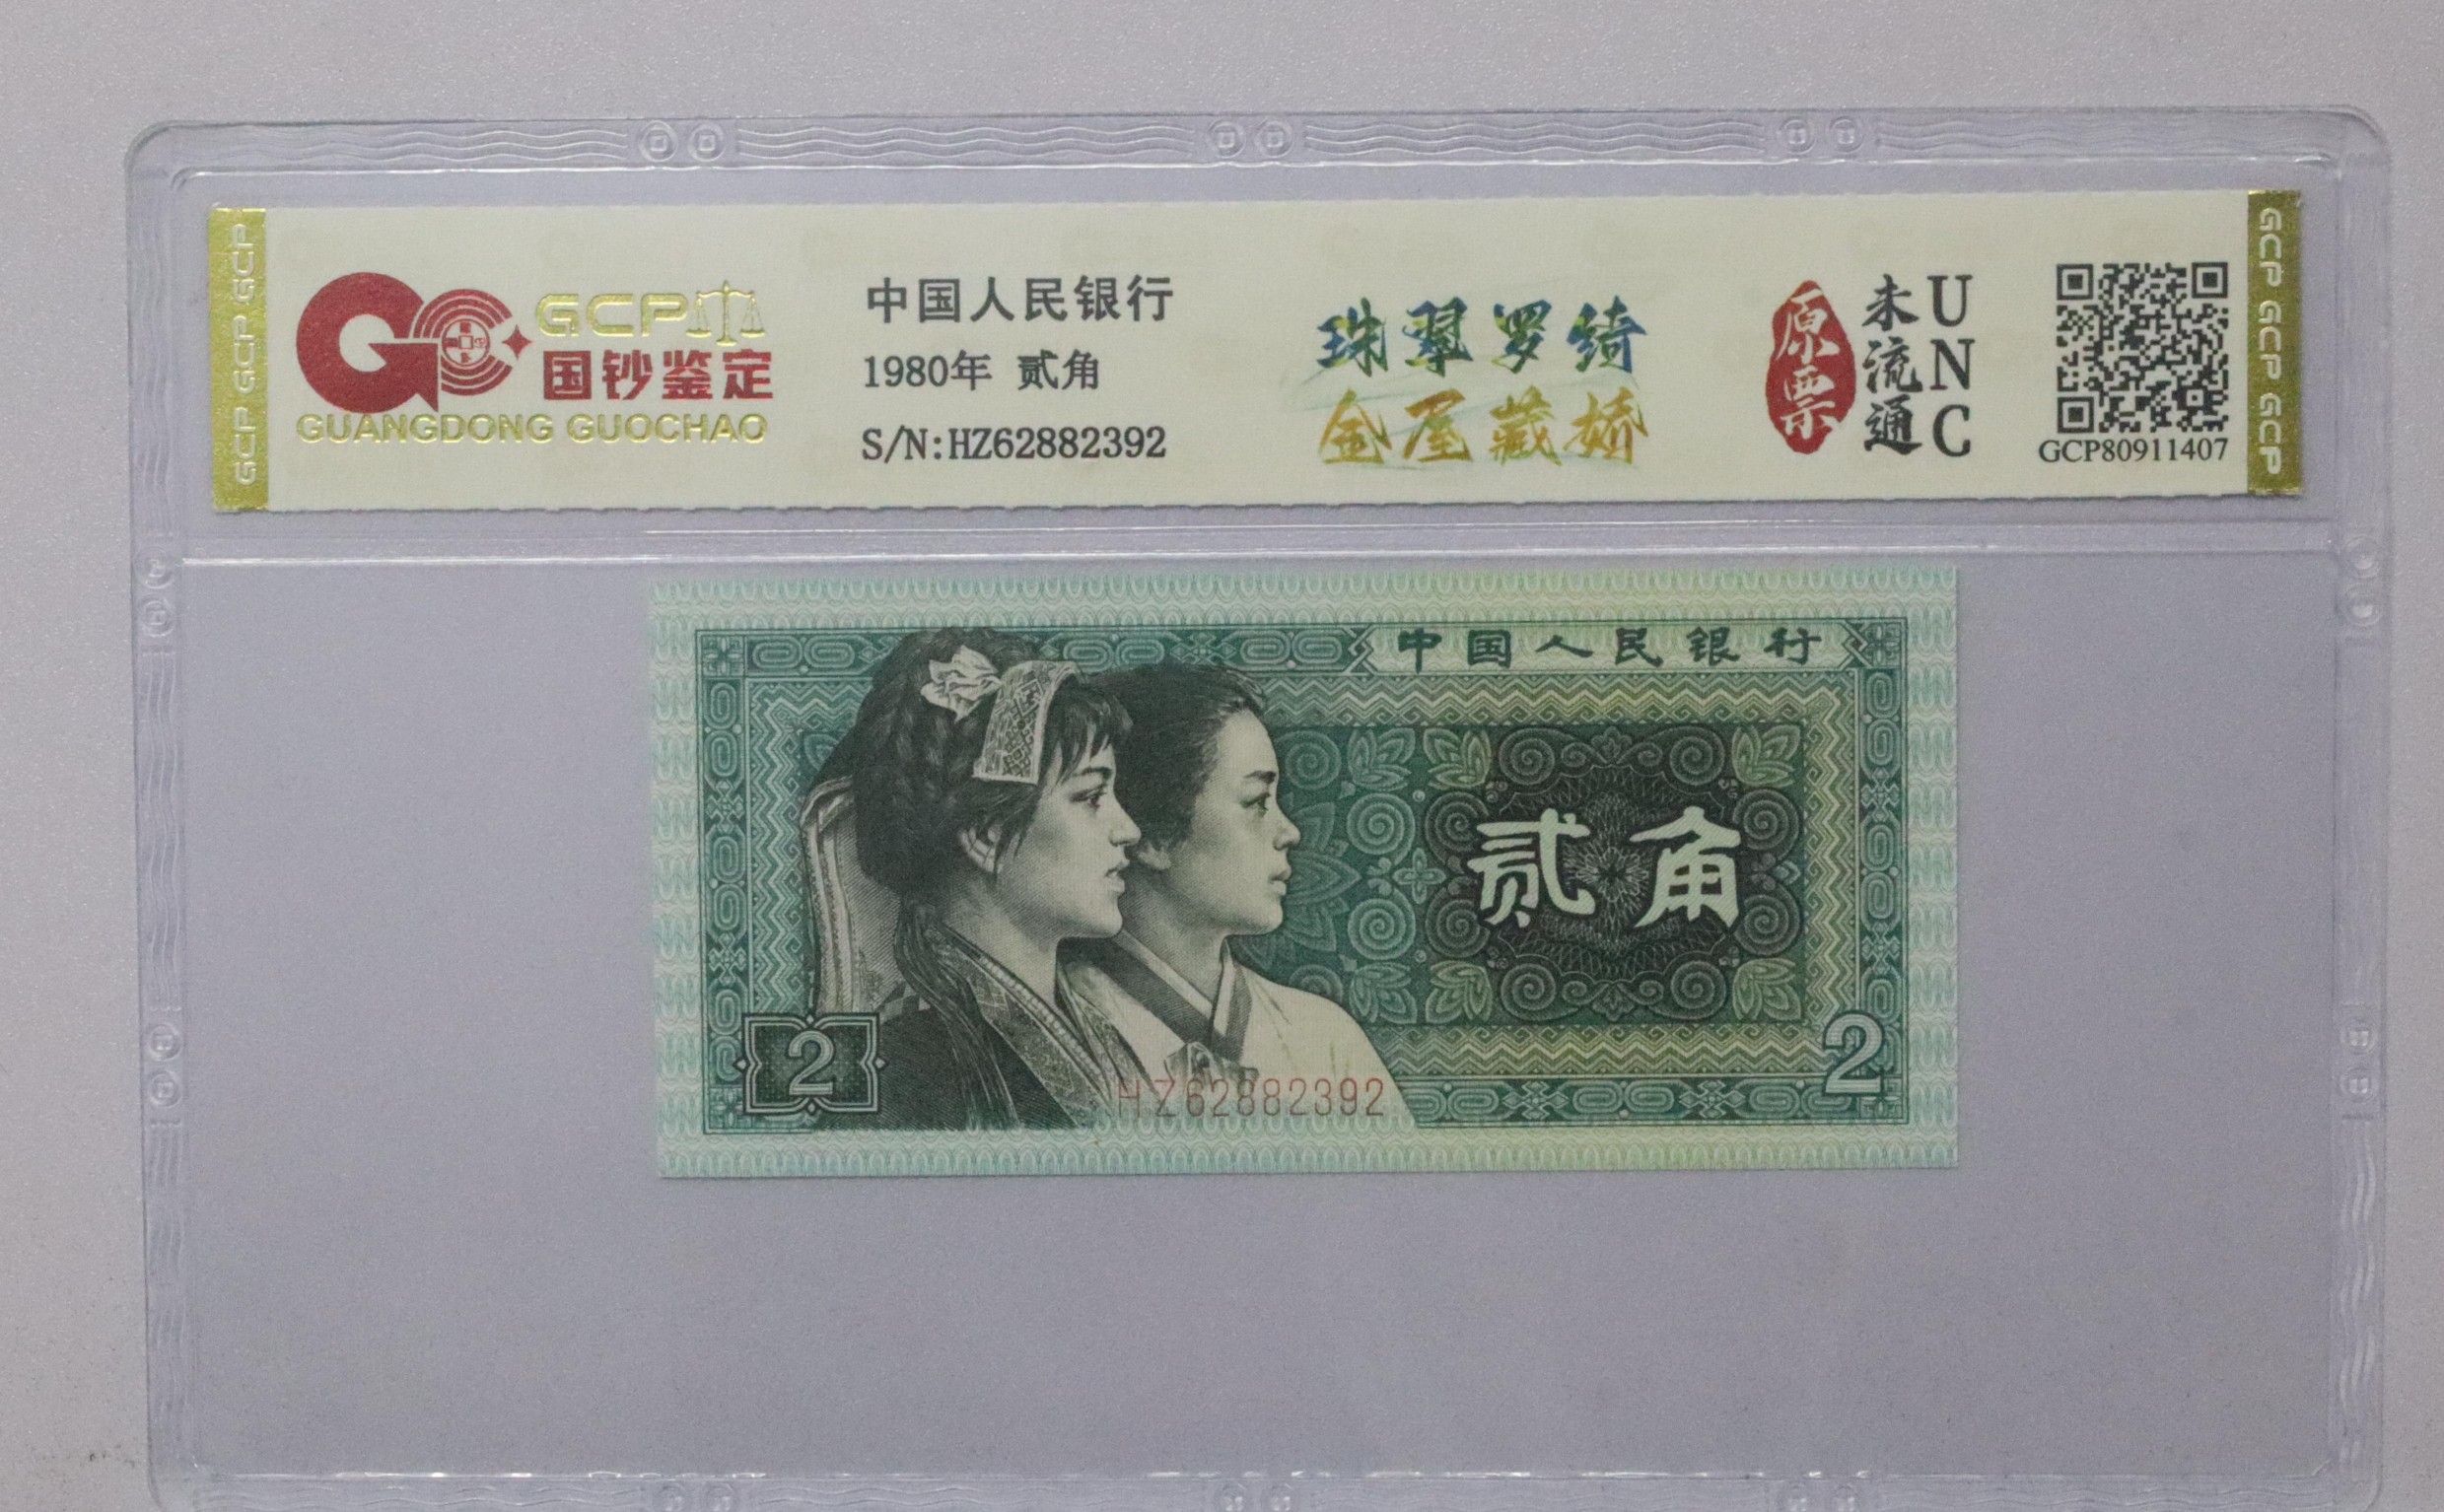 GCP GCP GCP
GCP
国钞鉴定
GUANGDONG GUOCHAO
中国人民银行
1980年 贰角
S/N:HZ62882392
珠翠罗绮
金屋藏娇
原票
未流通
UNC
GCP80911407
GCP GCP GCP
中国人民银行
贰角
2
2
HZ62882392